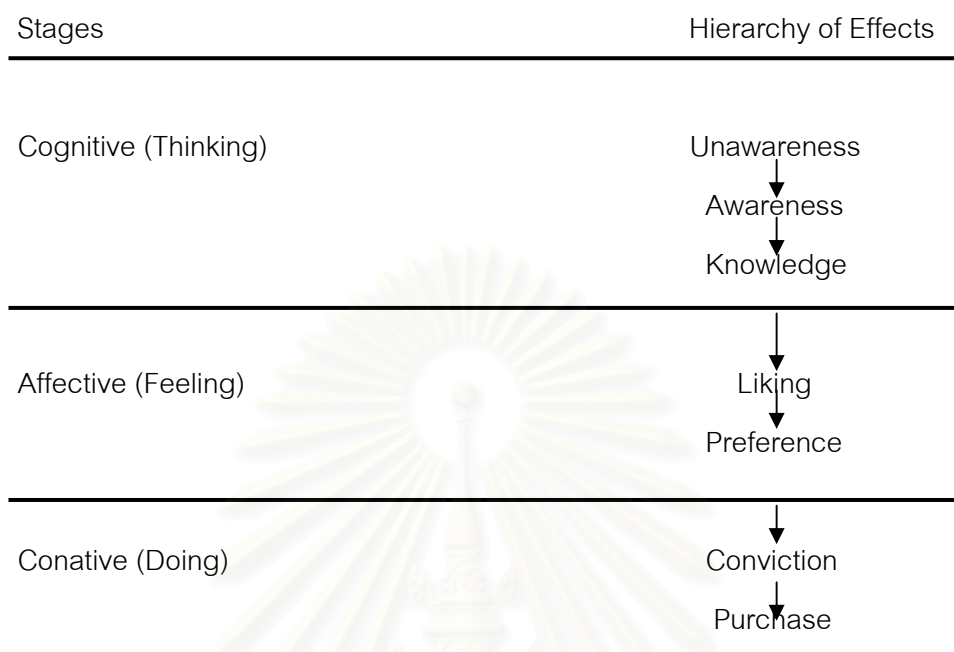 Stages Hierarchy of Effects
Cognitive (Thinking) Unawareness
Awareness
Knowledge
Affective (Feeling) Liking
Preference
Conative (Doing) Conviction
Purchase